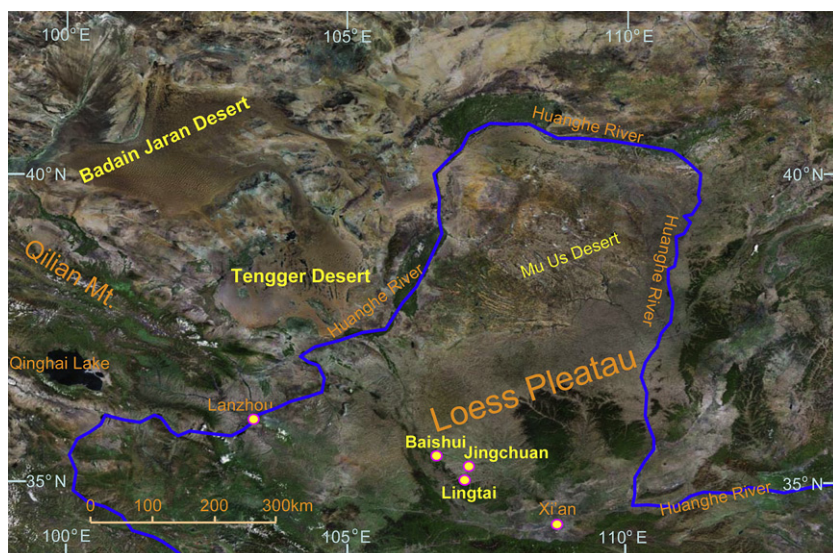 100°E 105°E 110°E
Huanghe River
Badain Jaran Desert
40°N 40°N
Qilian Mt.
Huanghe River
Mu Us Desert
Tengger Desert
Huanghe River
Qinghai Lake
Loess Pleatau
Lanzhou
Baishui
Jingchuan
35°N 35°N
Lingtai
0 100 200 300km
Xi'an
Huanghe River
100°E 105°E 110°E